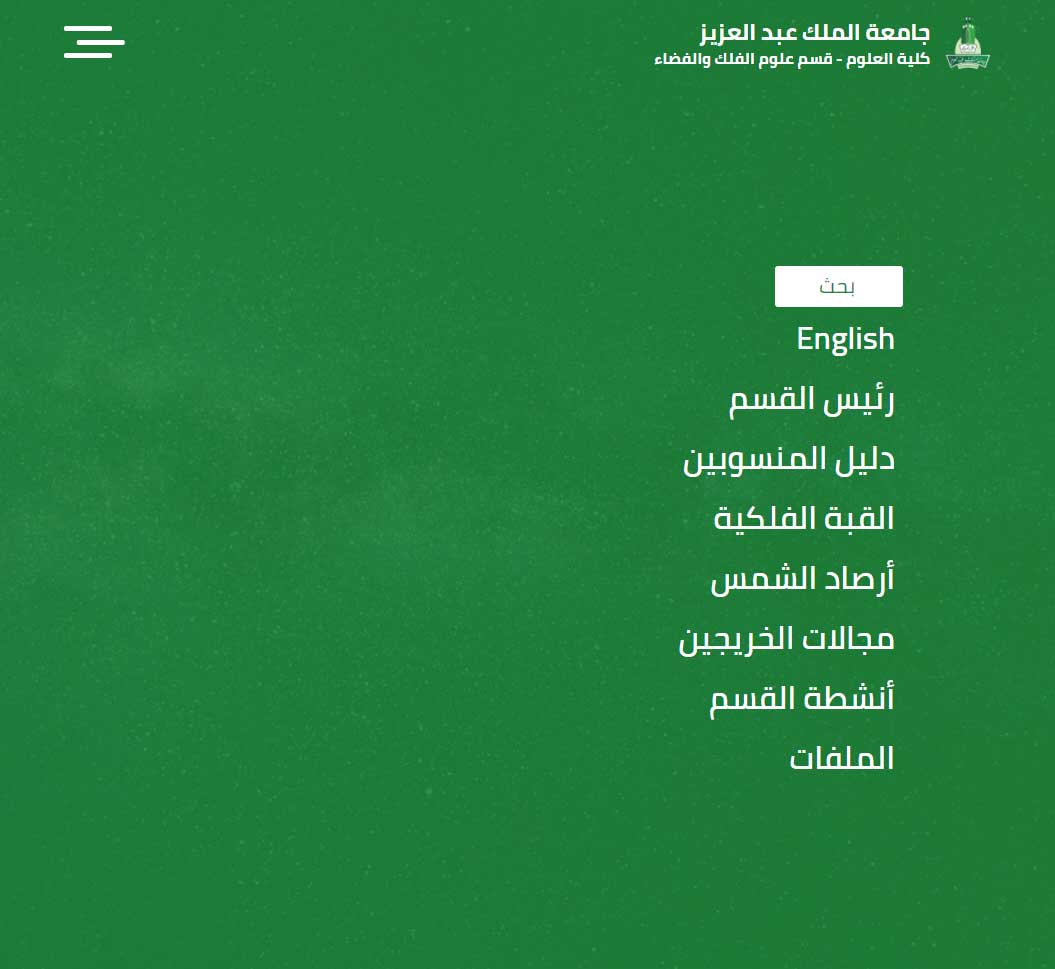 جامعة الملك عبد العزيز
كلية العلوم - قسم علوم الفلك والفضاء
بحث
English
رئيس القسم
دليل المنسوبين
القبة الفلكية
أرصاد الشمس
مجالات الخريجين
أنشطة القسم
الملفات